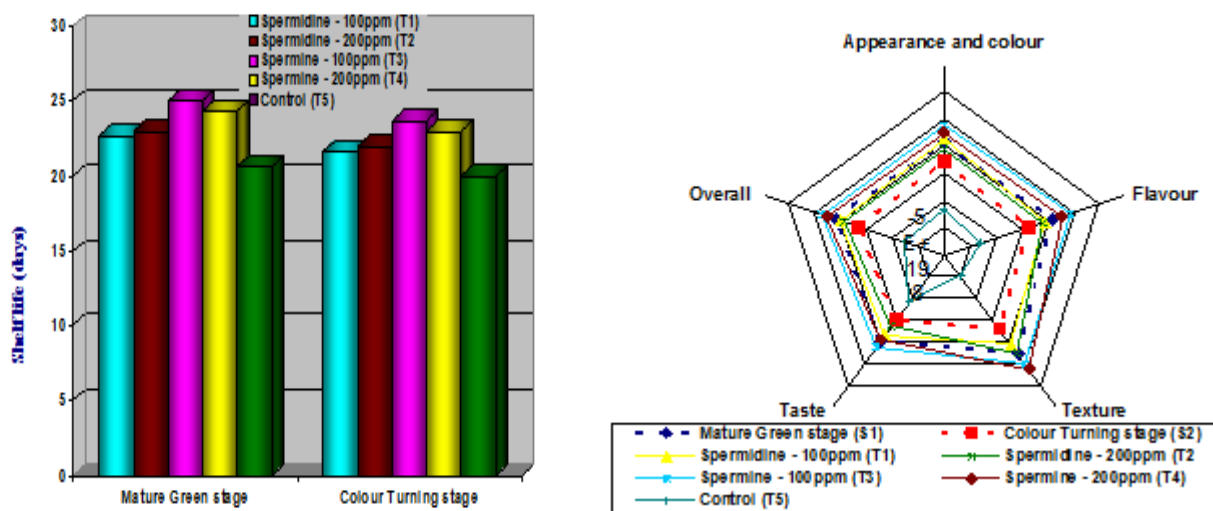 30
25
20
15
10
5
0
Shelf life (days)
Spermidine - 100ppm (T1)
Spermidine - 200ppm (T2
Spermine - 100ppm (T3)
Spermine - 200ppm (T4)
Control (T5)
Mature Green stage
Colour Turning stage
Appearance and colour
Flavour
Texture
Taste
Overall
Mature Green stage (S1)
Colour Turning stage (S2)
Spermidine - 100ppm (T1)
Spermidine - 200ppm (T2
Spermine - 100ppm (T3)
Spermine - 200ppm (T4)
Control (T5)